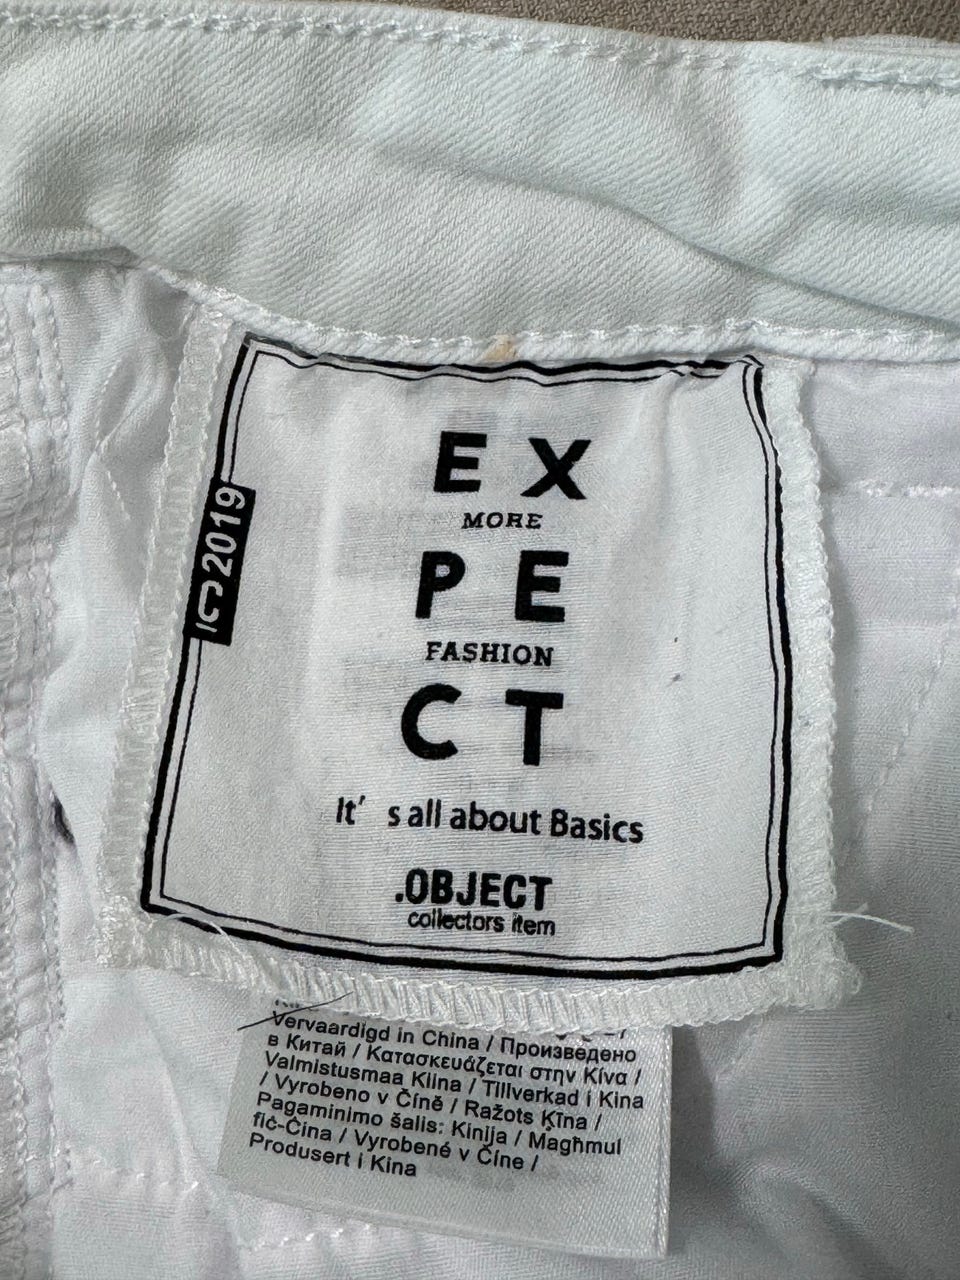 EX
MORE
PE
FASHION
CT
It' s all about Basics
.OBJECT
collectors item
2019
Vervaardigd in China / Произведено
в Китай / Κατασκευάζεται στην Κίνα /
Valmistusmaa Kiina / Tillverkad i Kina
/ Vyrobeno v Číně / Ražots Ķīna /
Pagaminimo šalis: Kinija / Magħmul
fiċ-Ċina / Vyrobené v Číne /
Produsert i Kina